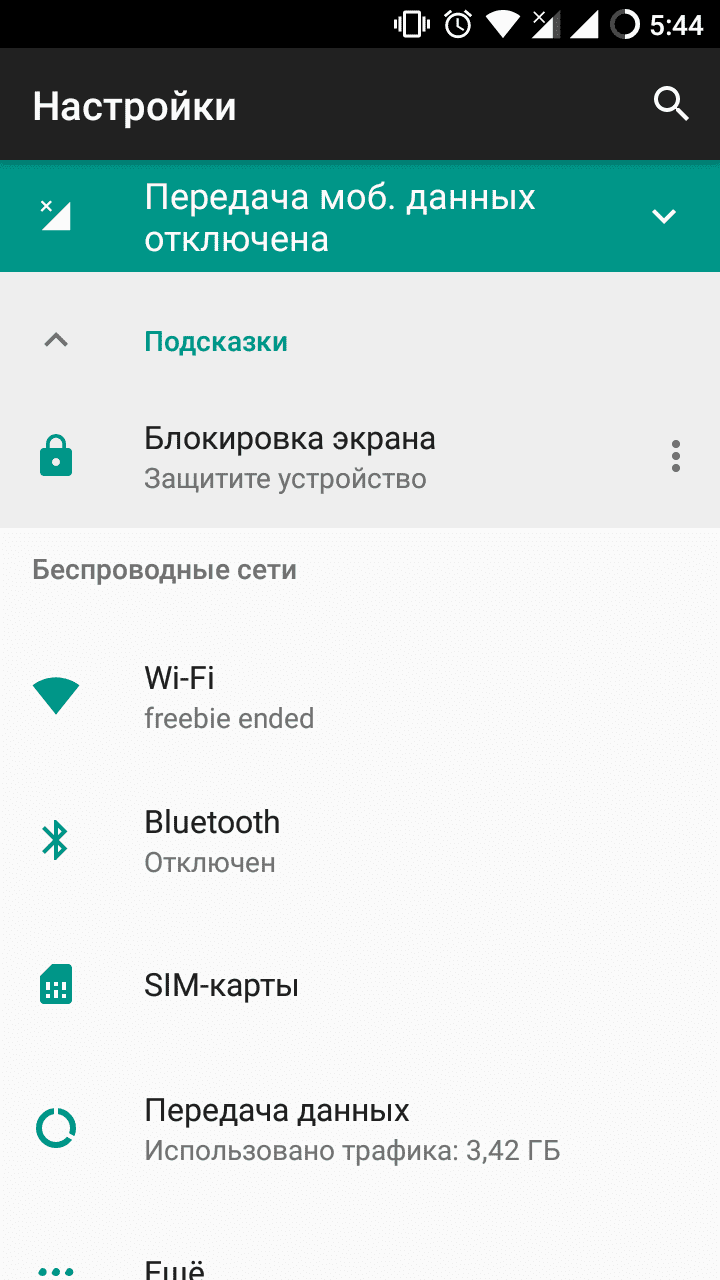 5:44
Настройки
Передача моб. данных
отключена
Подсказки
Блокировка экрана
Защитите устройство
Беспроводные сети
Wi-Fi
freebie ended
Bluetooth
Отключен
SIM-карты
Передача данных
Использовано трафика: 3,42 ГБ
Ещё